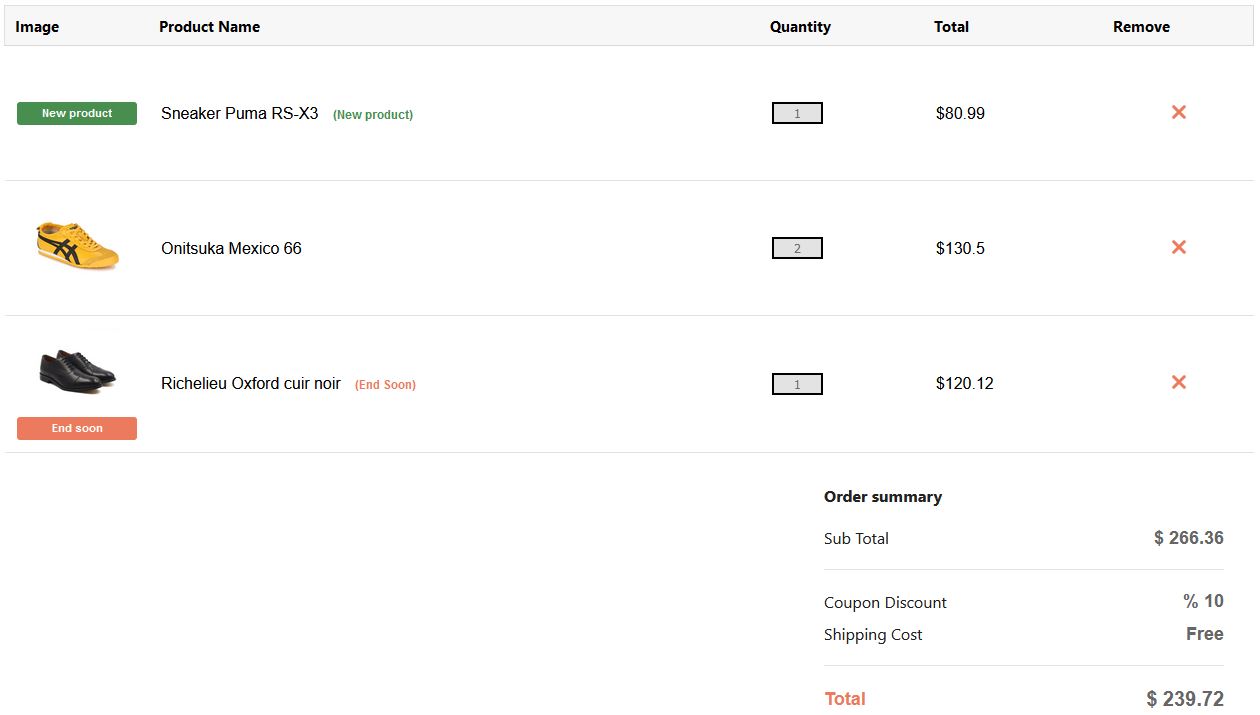 Image Product Name Quantity Total Remove
New product Sneaker Puma RS-X3 (New product) 1 $80.99
Onitsuka Mexico 66 2 $130.5
Richelieu Oxford cuir noir (End Soon) 1 $120.12
End soon
Order summary
Sub Total $ 266.36
Coupon Discount % 10
Shipping Cost Free
Total $ 239.72